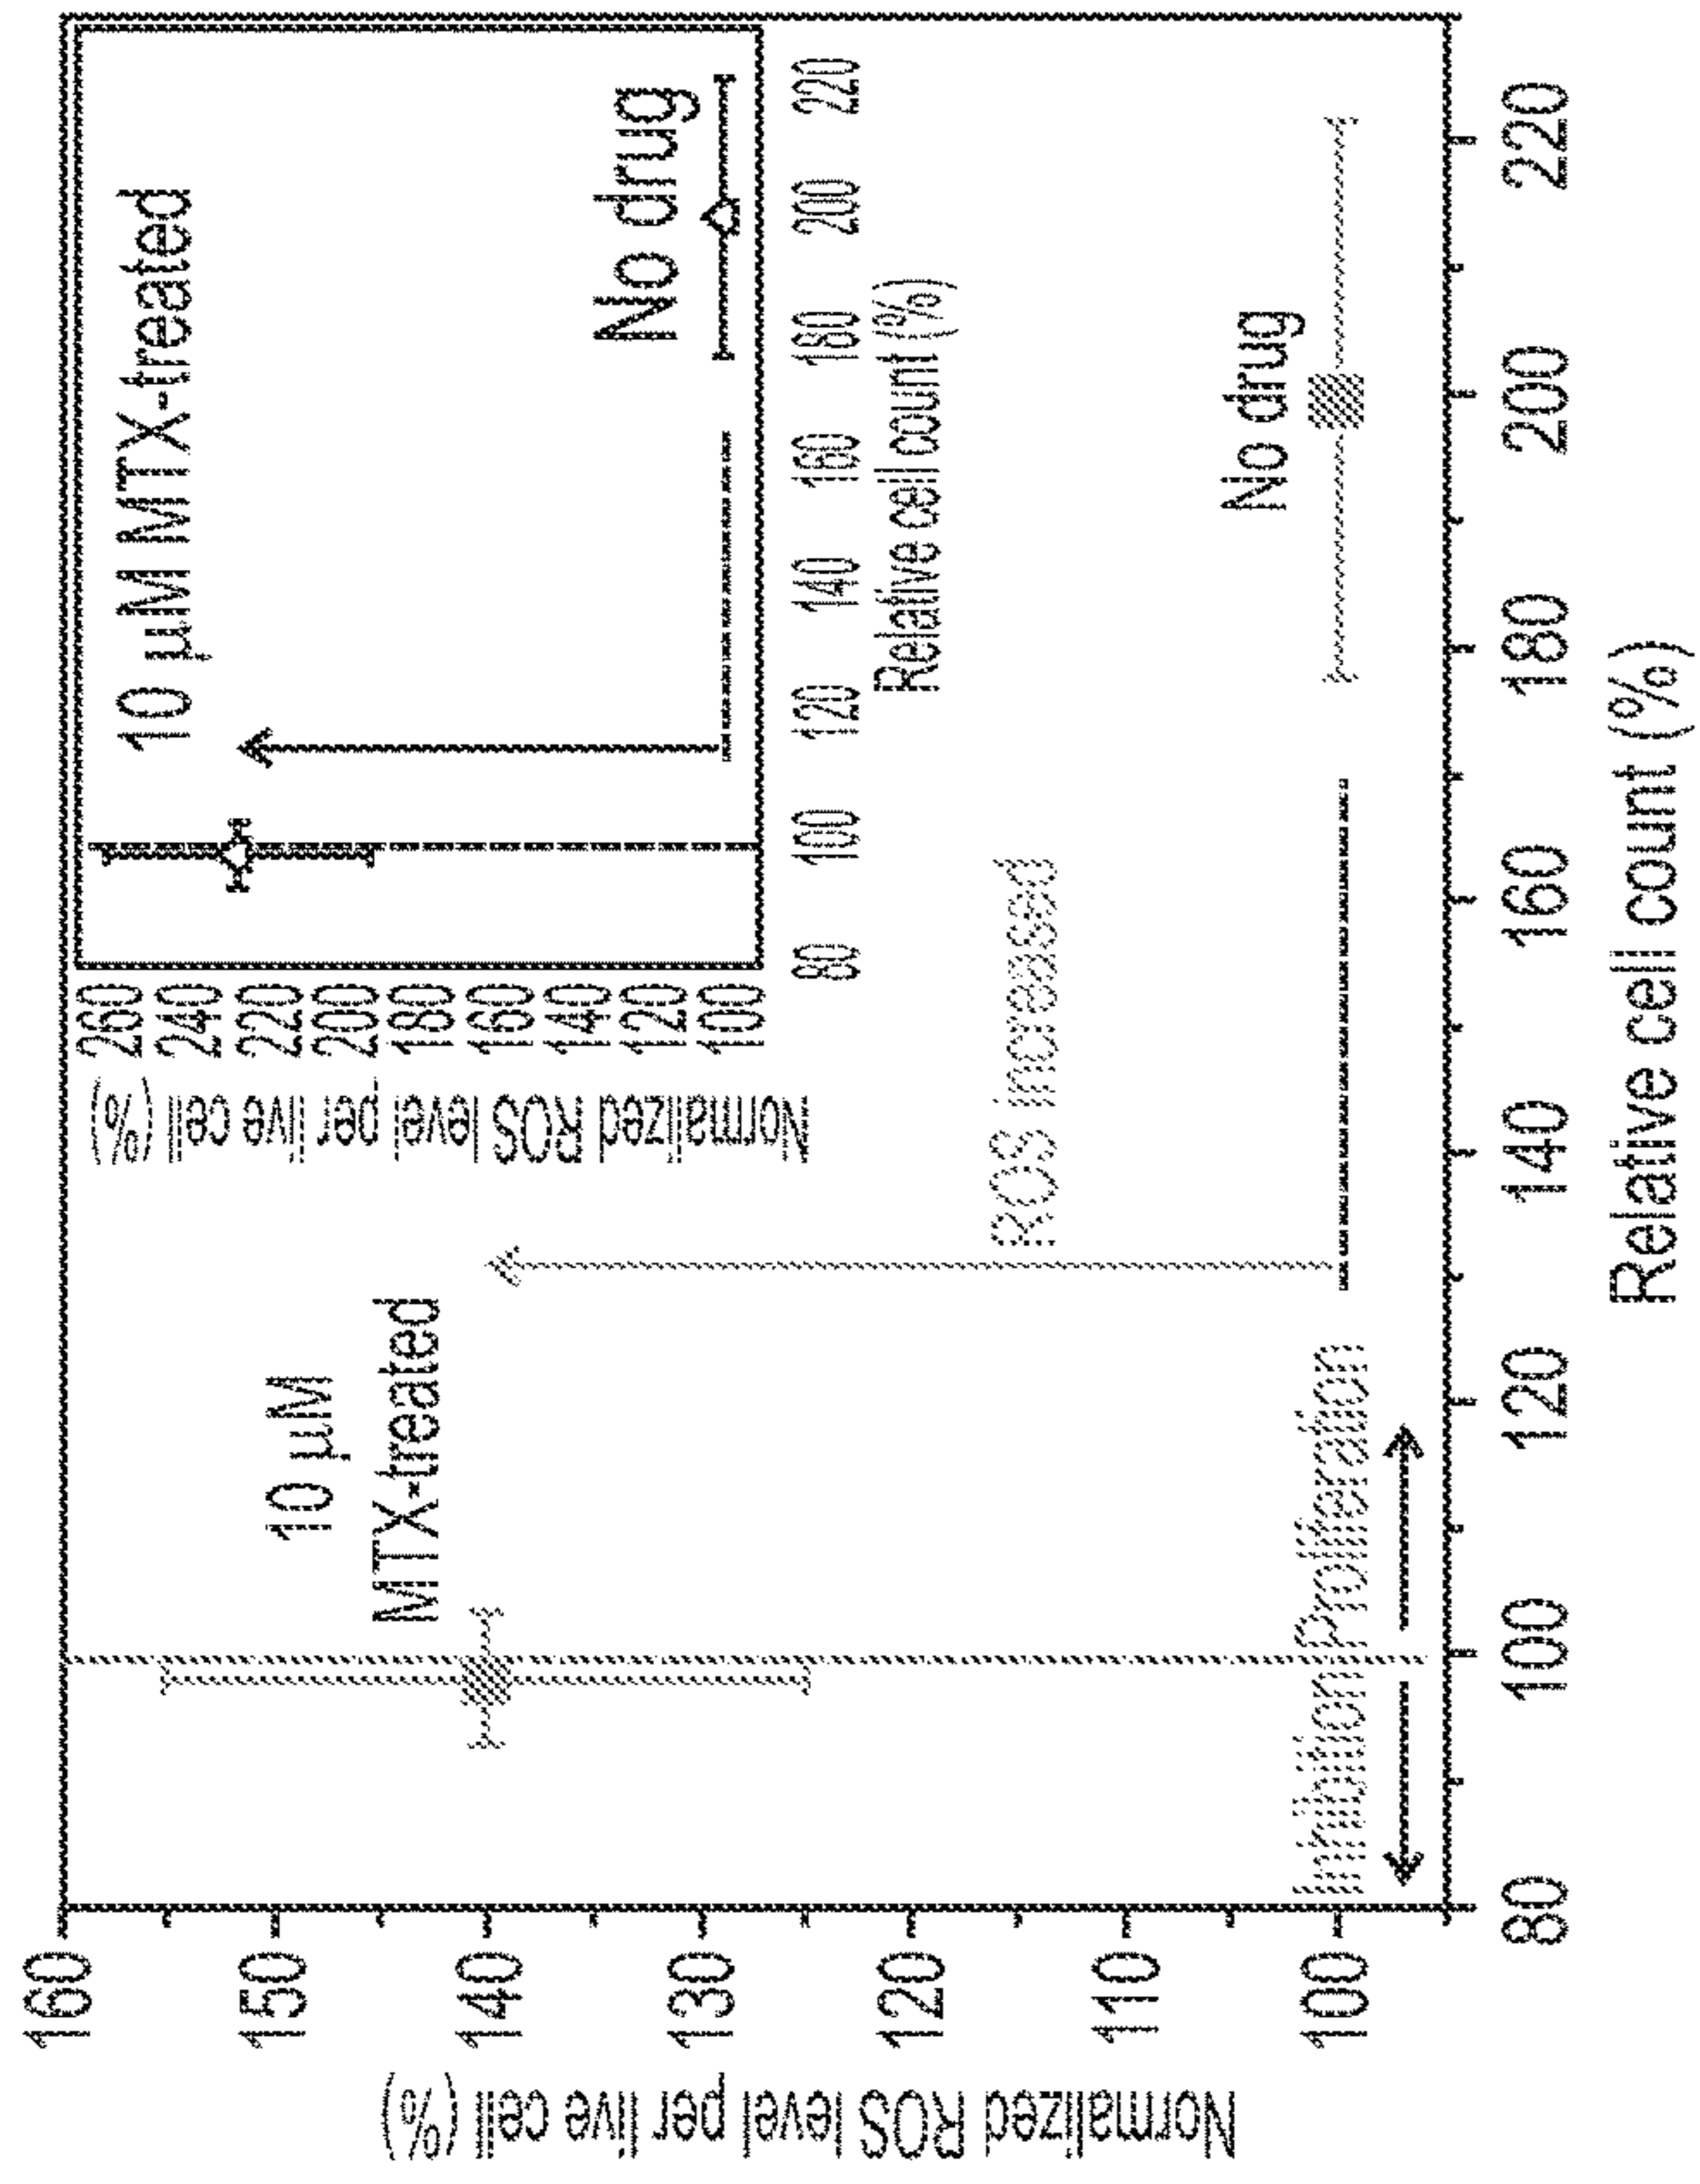 Normalized ROS level per live cell (%)
160
150
140
130
120
110
100
10 µM
MTX-treated
ROS increased
Inhibition
Proliferation
No drug
80
100
120
140
160
180
200
220
Relative cell count (%)
Normalized ROS level per live cell (%)
260
240
220
200
180
160
140
120
100
10 µM MTX-treated
No drug
80
100
120
140
160
180
200
220
Relative cell count (%)